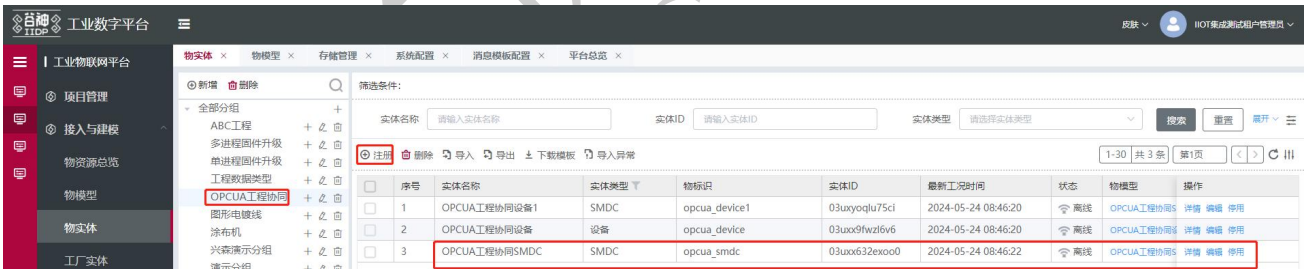 谷神 IIDP 工业数字平台 皮肤 IIOT集成测试租户管理员
工业物联网平台 物实体 × 物模型 × 存储管理 × 系统配置 × 消息模板配置 × 平台总览 ×
新增 删除 筛选条件:
项目管理
全部分组
实体名称 请输入实体名称 实体ID 请输入实体ID 实体类型 请选择实体类型 搜索 重置 展开
接入与建模
ABC工程
多进程固件升级
注册 删除 导入 导出 下载模板 导入异常 1-30 共 3 条 第1页
物资源总览
单进程固件升级
工程数据类型
序号 实体名称 实体类型 物标识 实体ID 最新工况时间 状态 物模型 操作
物模型
OPCUA工程协同
1 OPCUA工程协同设备1 SMDC opcua_device1 03uxyoqlu75ci 2024-05-24 08:46:20 离线 OPCUA工程协同S 详情 编辑 停用
图形电镀线
物实体
涂布机
2 OPCUA工程协同设备 设备 opcua_device 03uxx9fwzl6v6 2024-05-24 08:46:20 离线 OPCUA工程协同 详情 编辑 停用
兴森演示分组
3 OPCUA工程协同SMDC SMDC opcua_smdc 03uxx632exoo0 2024-05-24 08:46:22 离线 OPCUA工程协同S 详情 编辑 停用
工厂实体
演示分组